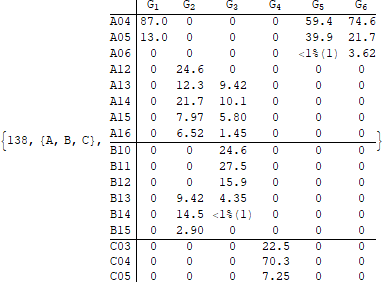 G1 G2 G3 G4 G5 G6
A04 87.0 0 0 0 59.4 74.6
A05 13.0 0 0 0 39.9 21.7
A06 0 0 0 0 <1%(1) 3.62
A12 0 24.6 0 0 0 0
A13 0 12.3 9.42 0 0 0
A14 0 21.7 10.1 0 0 0
A15 0 7.97 5.80 0 0 0
A16 0 6.52 1.45 0 0 0
{138, {A, B, C}, B10 0 0 24.6 0 0 0 }
B11 0 0 27.5 0 0 0
B12 0 0 15.9 0 0 0
B13 0 9.42 4.35 0 0 0
B14 0 14.5 <1%(1) 0 0 0
B15 0 2.90 0 0 0 0
C03 0 0 0 22.5 0 0
C04 0 0 0 70.3 0 0
C05 0 0 0 7.25 0 0